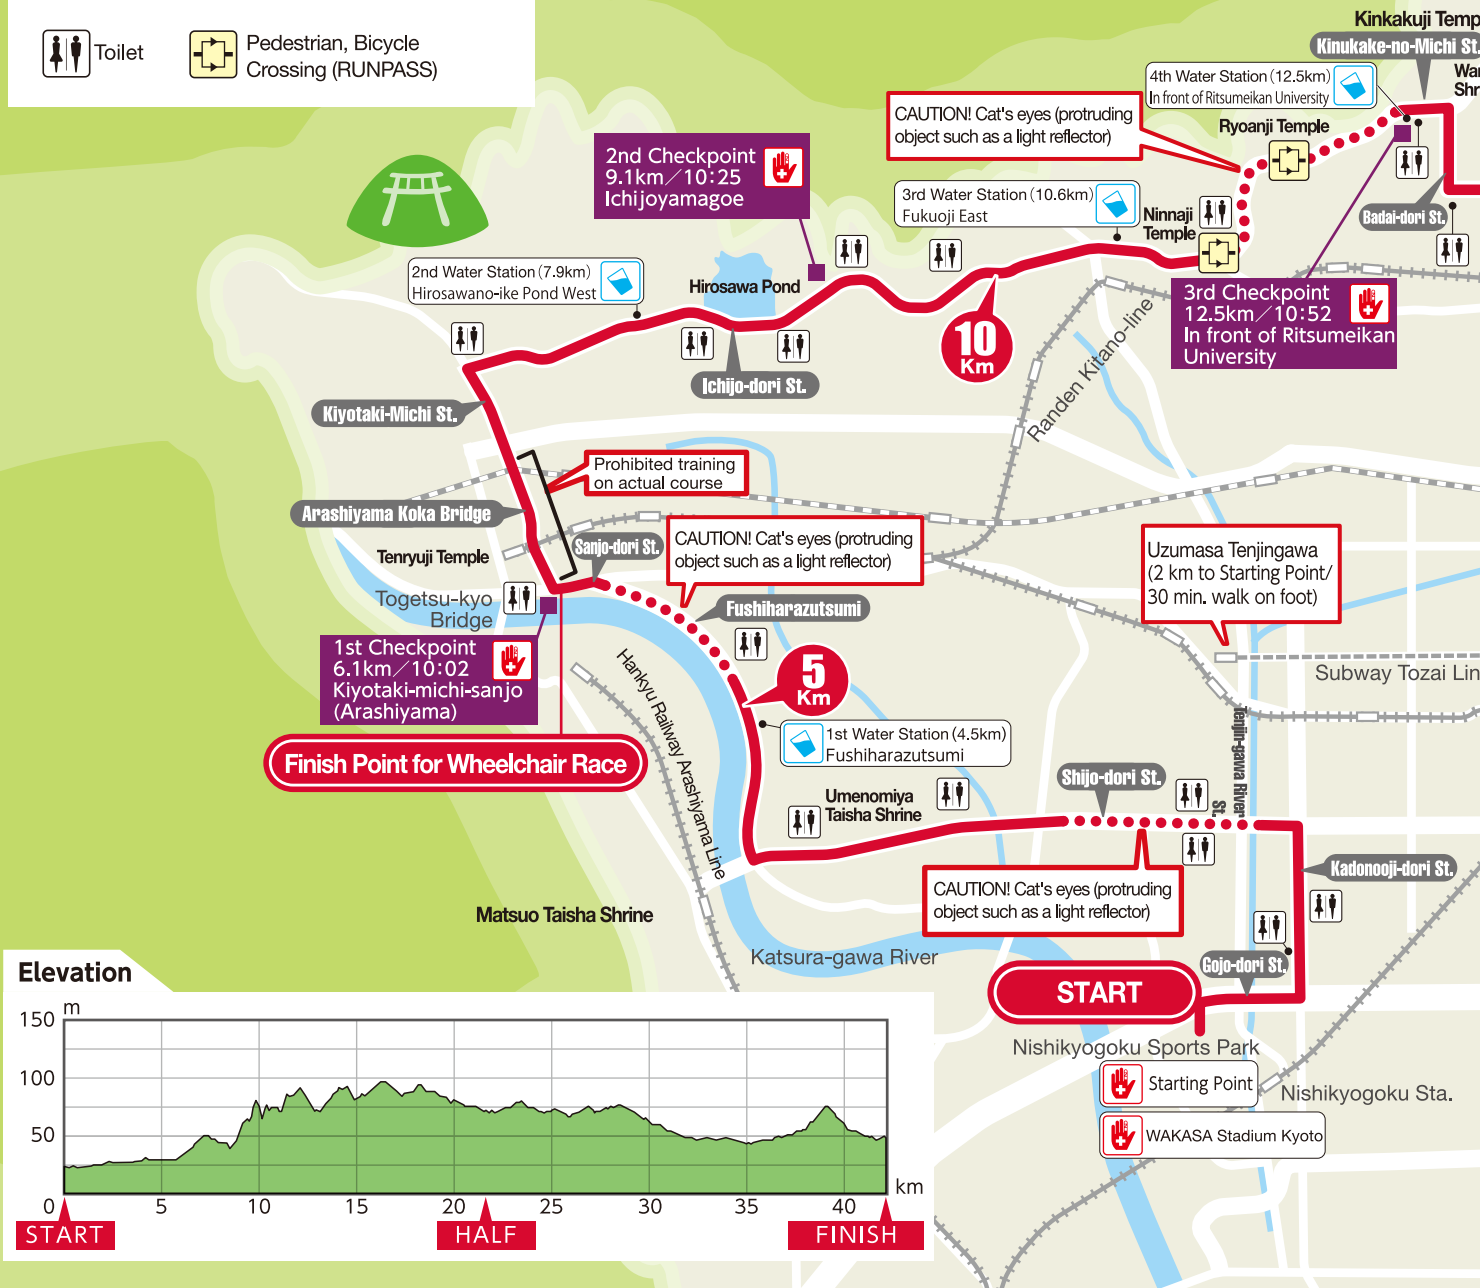 Toilet
Pedestrian, Bicycle
Crossing (RUNPASS)
Kinkakuji Temp
Kinukake-no-Michi St.
4th Water Station (12.5km)
In front of Ritsumeikan University
CAUTION! Cat's eyes (protruding
object such as a light reflector)
Ryoanji Temple
2nd Checkpoint
9.1km/10:25
Ichijoyamagoe
3rd Water Station (10.6km)
Fukuoji East
Ninnaji
Temple
Badai-dori St.
2nd Water Station (7.9km)
Hirosawano-ike Pond West
Hirosawa Pond
3rd Checkpoint
12.5km/10:52
In front of Ritsumeikan
University
10
Km
Randen Kitano-line
Ichijo-dori St.
Kiyotaki-Michi St.
Prohibited training
on actual course
Arashiyama Koka Bridge
Tenryuji Temple
Sanjo-dori St.
CAUTION! Cat's eyes (protruding
object such as a light reflector)
Uzumasa Tenjingawa
(2 km to Starting Point/
30 min. walk on foot)
Togetsu-kyo
Bridge
Fushiharazutsumi
1st Checkpoint
6.1km/10:02
Kiyotaki-michi-sanjo
(Arashiyama)
Hankyu Railway Arashiyama Line
5
Km
Subway Tozai Lin
1st Water Station (4.5km)
Fushiharazutsumi
Finish Point for Wheelchair Race
Tenjin-gawa River
St.
Shijo-dori St.
Umenomiya
Taisha Shrine
Kadonooji-dori St.
CAUTION! Cat's eyes (protruding
object such as a light reflector)
Matsuo Taisha Shrine
Katsura-gawa River
Gojo-dori St.
START
Nishikyogoku Sports Park
Starting Point
Nishikyogoku Sta.
WAKASA Stadium Kyoto
Elevation
m
150
100
50
0 5 10 15 20 25 30 35 40 km
START HALF FINISH